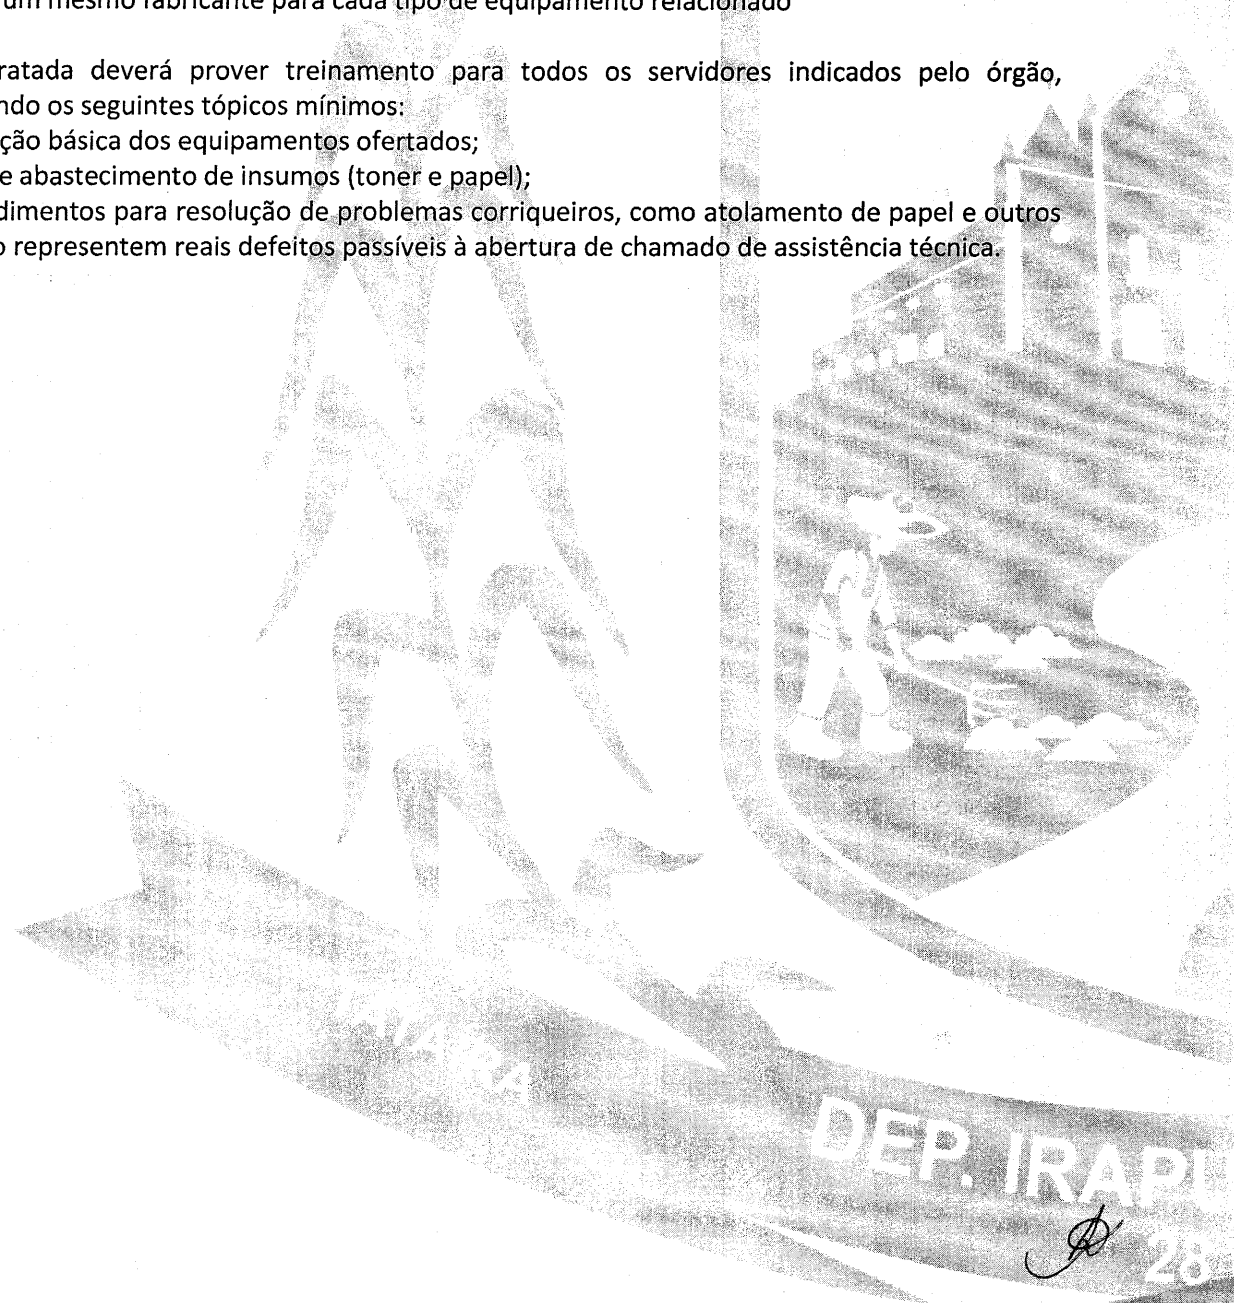 um mesmo fabricante para cada tipo de equipamento relacionado
ratada deverá prover treinamento para todos os servidores indicados pelo órgão,
ndo os seguintes tópicos mínimos:
ção básica dos equipamentos ofertados;
e abastecimento de insumos (toner e papel);
dimentos para resolução de problemas corriqueiros, como atolamento de papel e outros
o representem reais defeitos passíveis à abertura de chamado de assistência técnica.
DEP. IRAPU
28